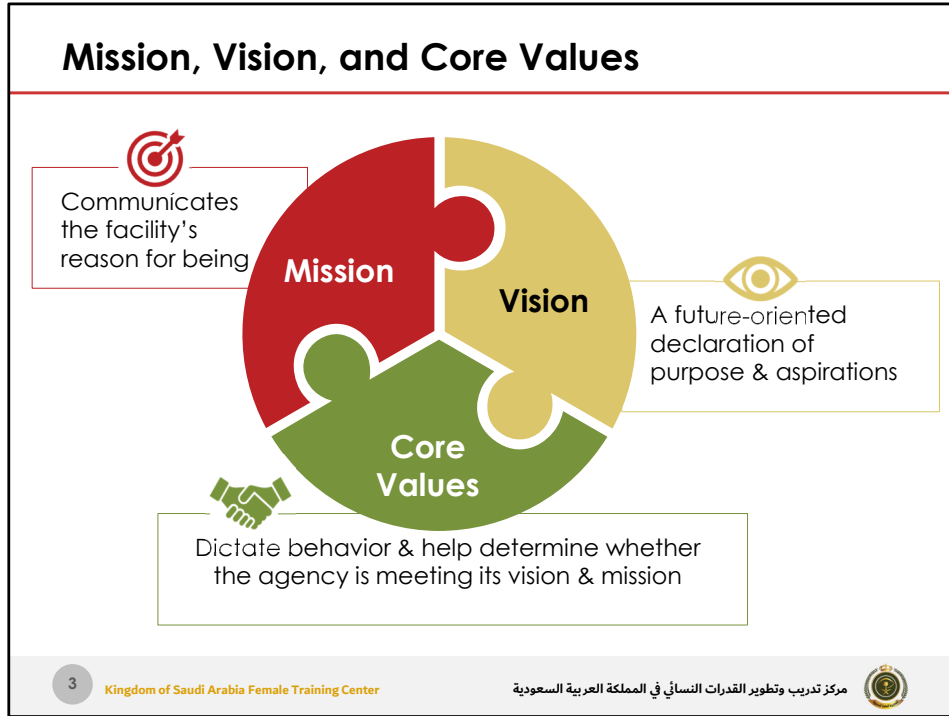 Mission, Vision, and Core Values
Communicates
the facility's
reason for being
Mission
Vision
A future-oriented
declaration of
purpose & aspirations
Core
Values
Dictate behavior & help determine whether
the agency is meeting its vision & mission
3
Kingdom of Saudi Arabia Female Training Center
مركز تدريب وتطوير القدرات النسائي في المملكة العربية السعودية